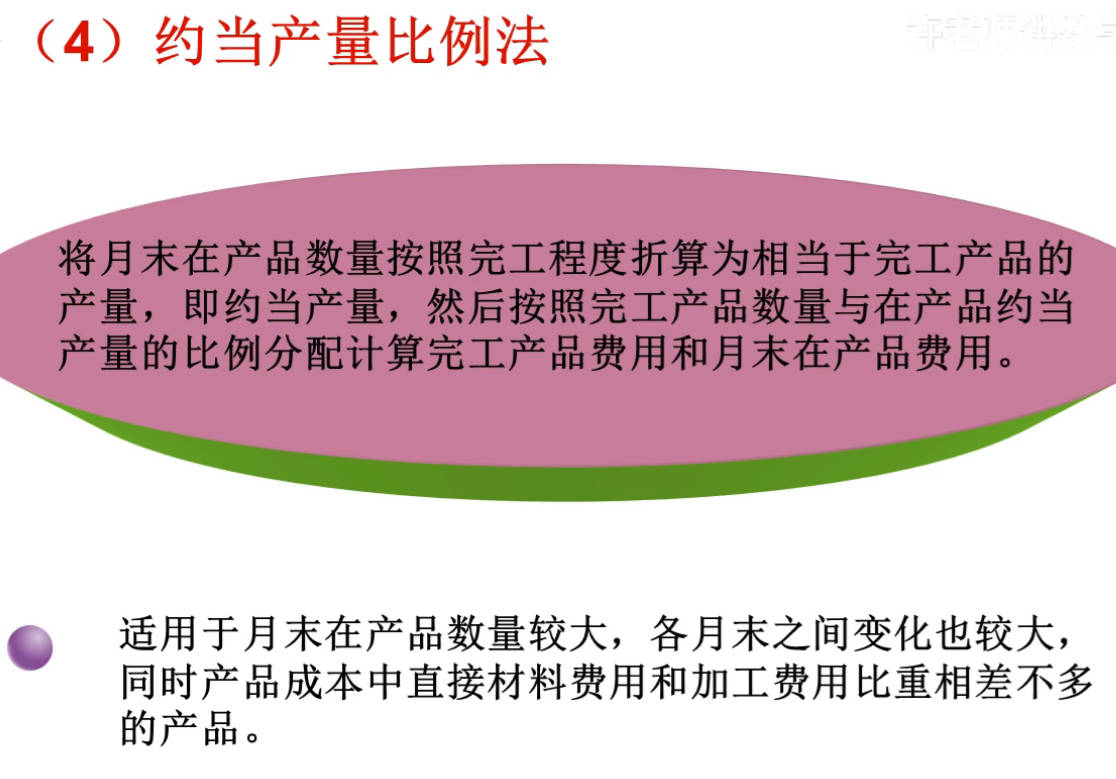 （4）约当产量比例法
将月末在产品数量按照完工程度折算为相当于完工产品的
产量，即约当产量，然后按照完工产品数量与在产品约当
产量的比例分配计算完工产品费用和月末在产品费用。
适用于月末在产品数量较大，各月末之间变化也较大，
同时产品成本中直接材料费用和加工费用比重相差不多
的产品。